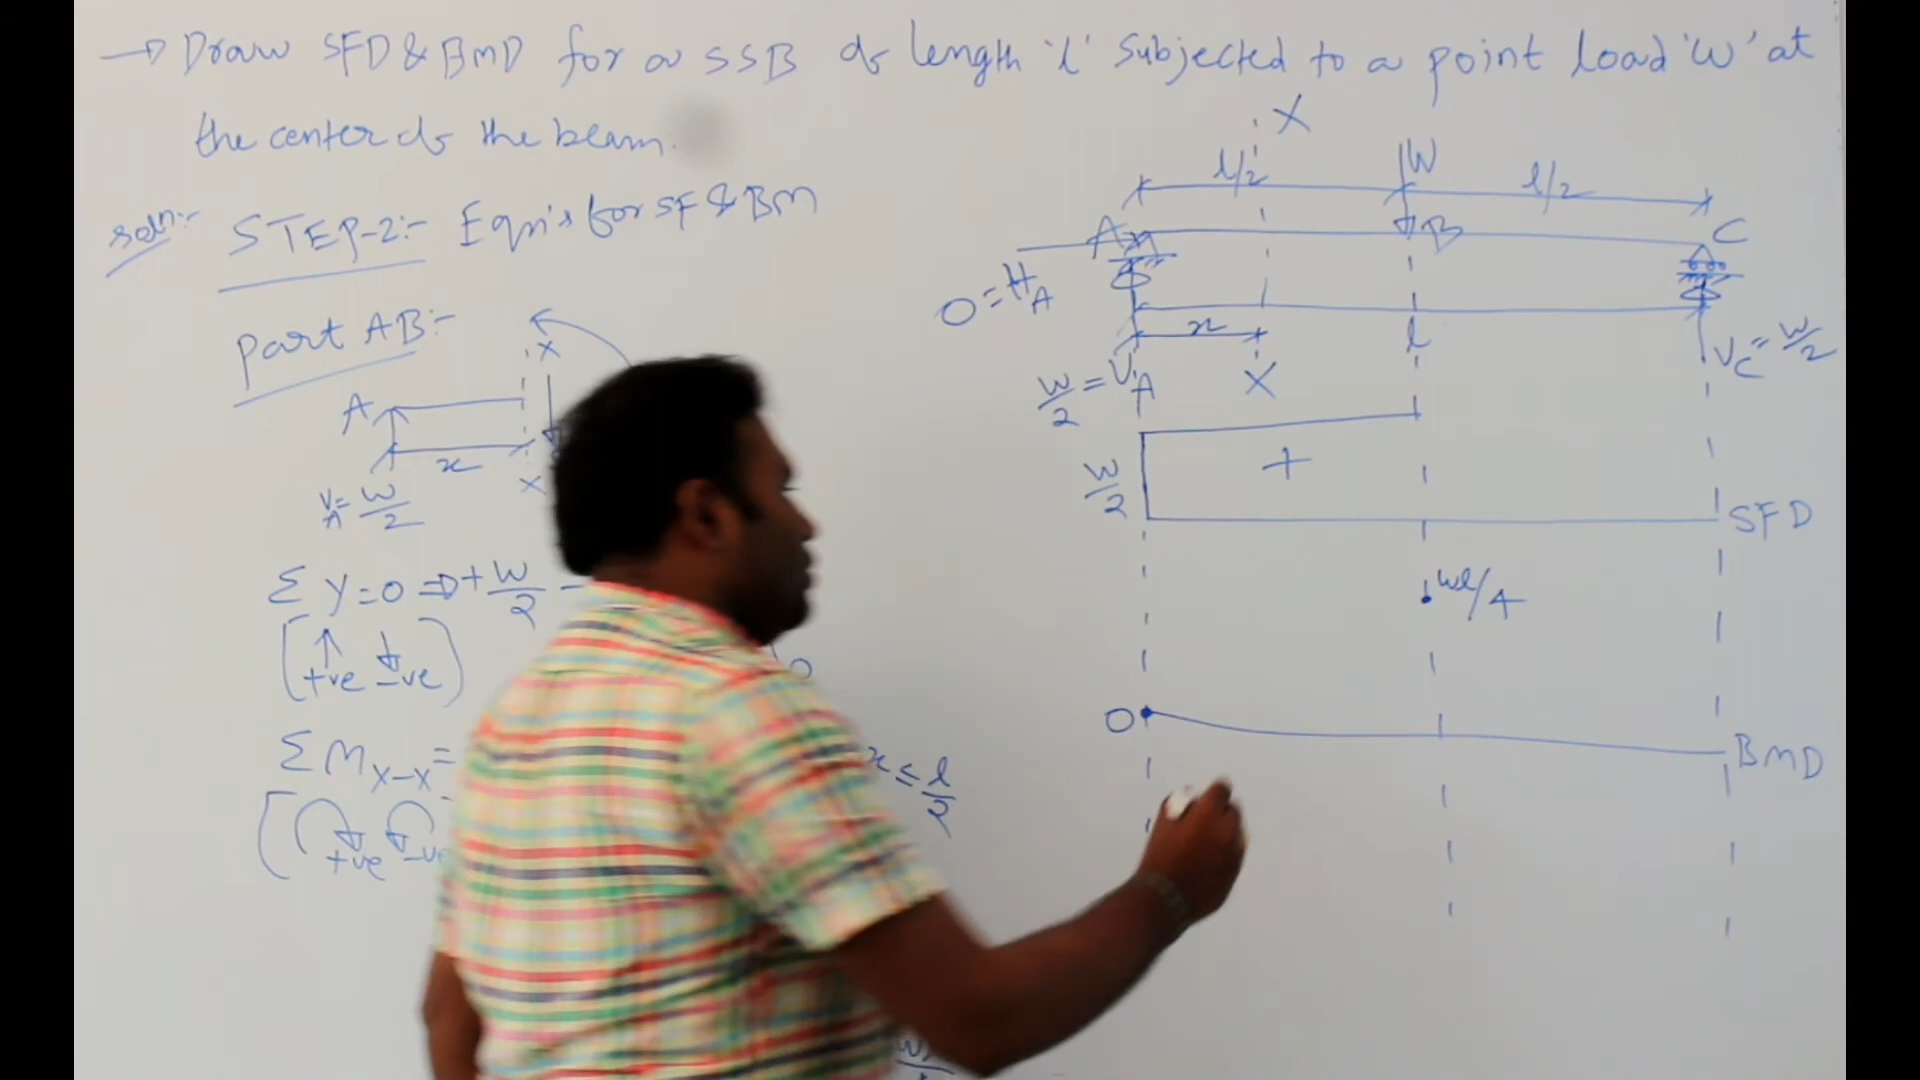 → Draw SFD & BMD for a SSB of length 'l' subjected to a point load 'W' at
the center of the beam.
soln:- STEP-2:- Eqn's for SF & BM
Part AB:-
x
A
x
x
V_A = W/2
Σ Y = 0 ⇒ + W/2 -
[↑ +ve ↓ -ve]
0
Σ M_X-X =
x ≤ l/2
+ve -ve
X
l/2 W l/2
A B C
0 = H_A
x l
W/2 = V_A X V_C = W/2
W/2 + SFD
Wl/4
0 BMD